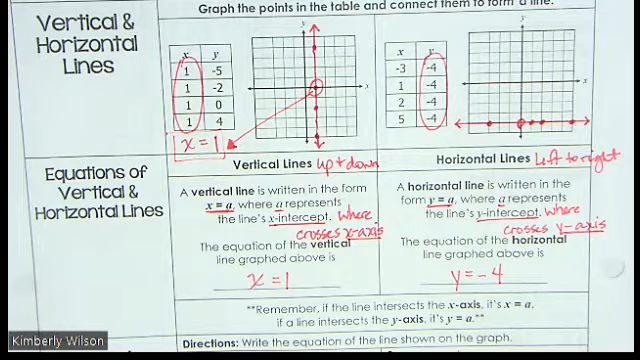 Graph the points in the table and connect them to form a line.
Vertical &
Horizontal
Lines
x y
1 -5
1 -2
1 0
1 4
x = 1
y
x
x y
-3 -4
1 -4
2 -4
5 -4
y
x
Equations of
Vertical &
Horizontal Lines
Vertical Lines up + down
A vertical line is written in the form
x = a, where a represents
the line's x-intercept. where
crosses x-axis
The equation of the vertical
line graphed above is
x = 1
Horizontal Lines Left to right
A horizontal line is written in the
form y = a, where a represents
the line's y-intercept. where
crosses y-axis
The equation of the horizontal
line graphed above is
y = -4
**Remember, if the line intersects the x-axis, it's x = a,
if a line intersects the y-axis, it's y = a.**
Directions: Write the equation of the line shown on the graph.
Kimberly Wilson